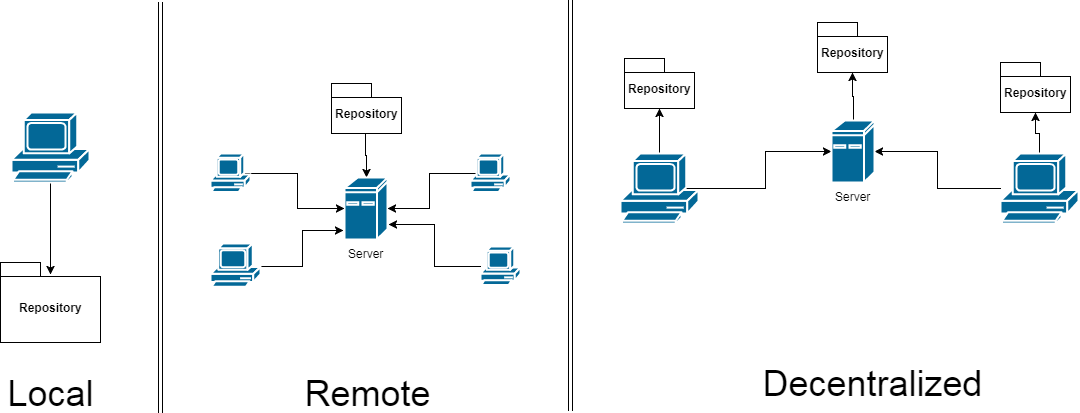 Repository
Local
Repository
Server
Remote
Repository
Repository
Repository
Server
Decentralized